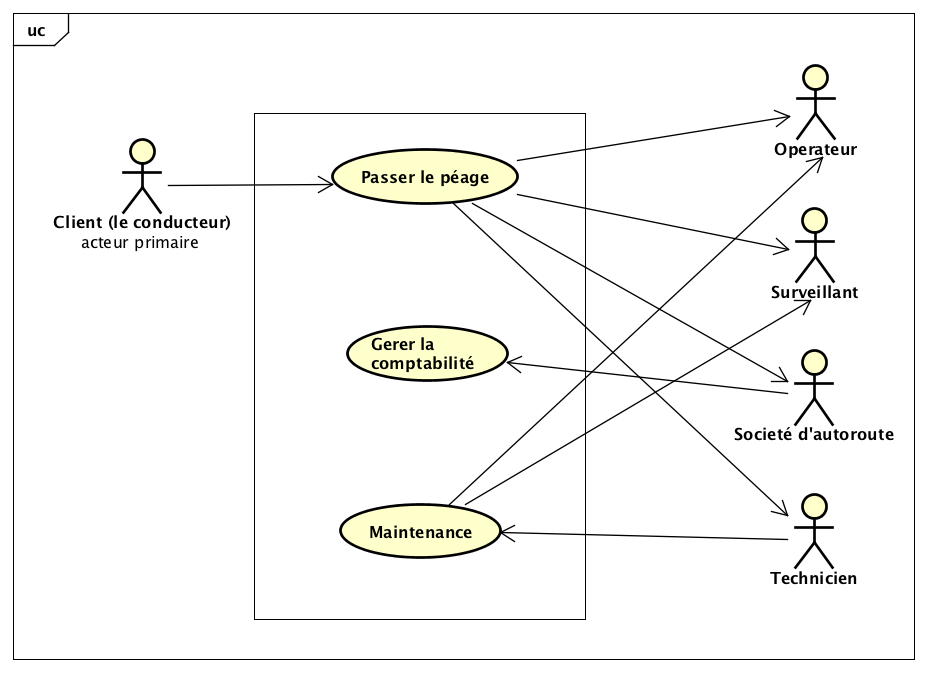 uc
Operateur
Passer le péage
Client (le conducteur)
acteur primaire
Surveillant
Gerer la
comptabilité
Societé d'autoroute
Maintenance
Technicien